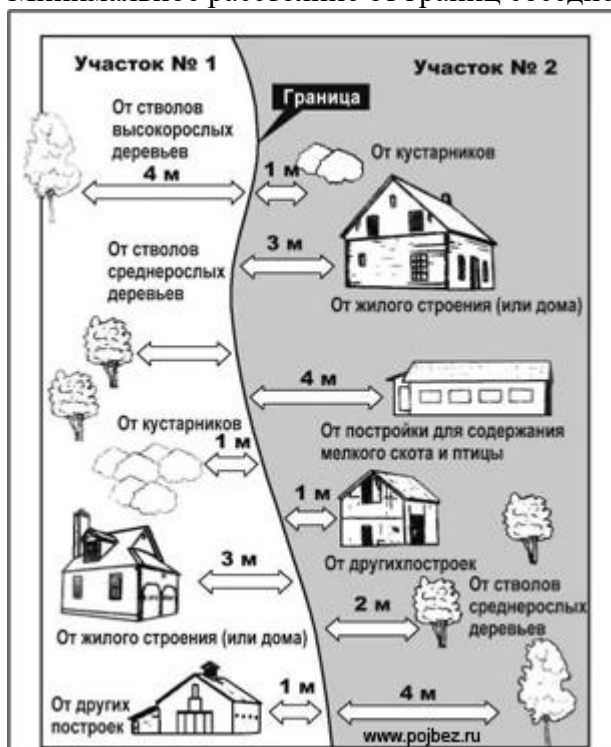 Участок № 1
Участок № 2
Граница
От стволов
высокорослых
деревьев
4 м
1 м
От кустарников
3 м
От стволов
среднерослых
деревьев
От жилого строения (или дома)
4 м
От кустарников
1 м
От постройки для содержания
мелкого скота и птицы
1 м
От другихпостроек
3 м
От стволов
среднерослых
деревьев
2 м
От жилого строения (или дома)
От других
построек
1 м
4 м
www.pojbez.ru